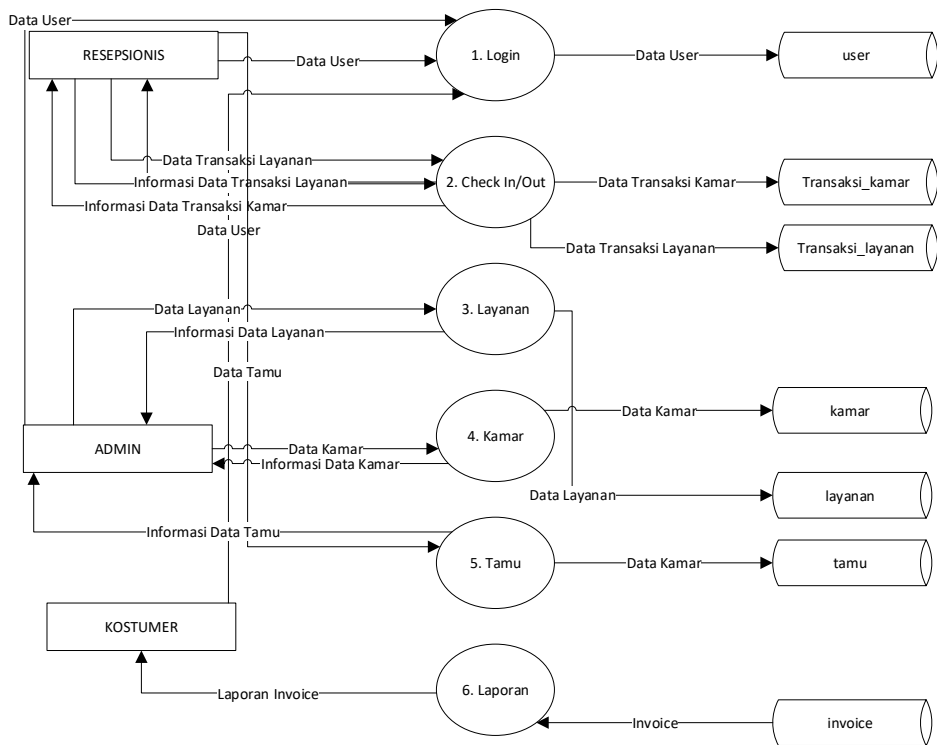 Data User
RESEPSIONIS
Data User
1. Login
Data User
user
Data Transaksi Layanan
Informasi Data Transaksi Layanan
2. Check In/Out
Data Transaksi Kamar
Transaksi_kamar
Informasi Data Transaksi Kamar
Data User
Data Transaksi Layanan
Transaksi_layanan
Data Layanan
3. Layanan
Informasi Data Layanan
Data Tamu
Data Kamar
kamar
ADMIN
Data Kamar
4. Kamar
Informasi Data Kamar
Data Layanan
layanan
Informasi Data Tamu
5. Tamu
Data Kamar
tamu
KOSTUMER
Laporan Invoice
6. Laporan
Invoice
invoice